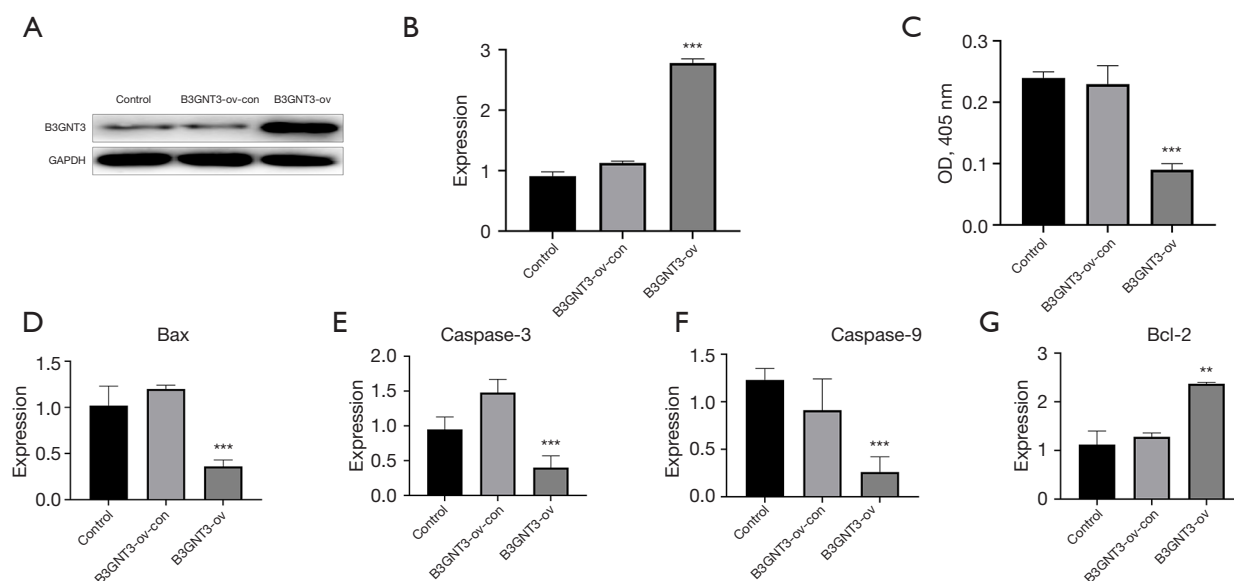 A
Control
B3GNT3-ov-con
B3GNT3-ov
B3GNT3
GAPDH
B
Expression
3
2
1
0
***
Control
B3GNT3-ov-con
B3GNT3-ov
C
OD, 405 nm
0.3
0.2
0.1
0.0
***
Control
B3GNT3-ov-con
B3GNT3-ov
D
Bax
Expression
1.5
1.0
0.5
0.0
***
Control
B3GNT3-ov-con
B3GNT3-ov
E
Caspase-3
Expression
2.0
1.5
1.0
0.5
0.0
***
Control
B3GNT3-ov-con
B3GNT3-ov
F
Caspase-9
Expression
1.5
1.0
0.5
0.0
***
Control
B3GNT3-ov-con
B3GNT3-ov
G
Bcl-2
Expression
3
2
1
0
**
Control
B3GNT3-ov-con
B3GNT3-ov